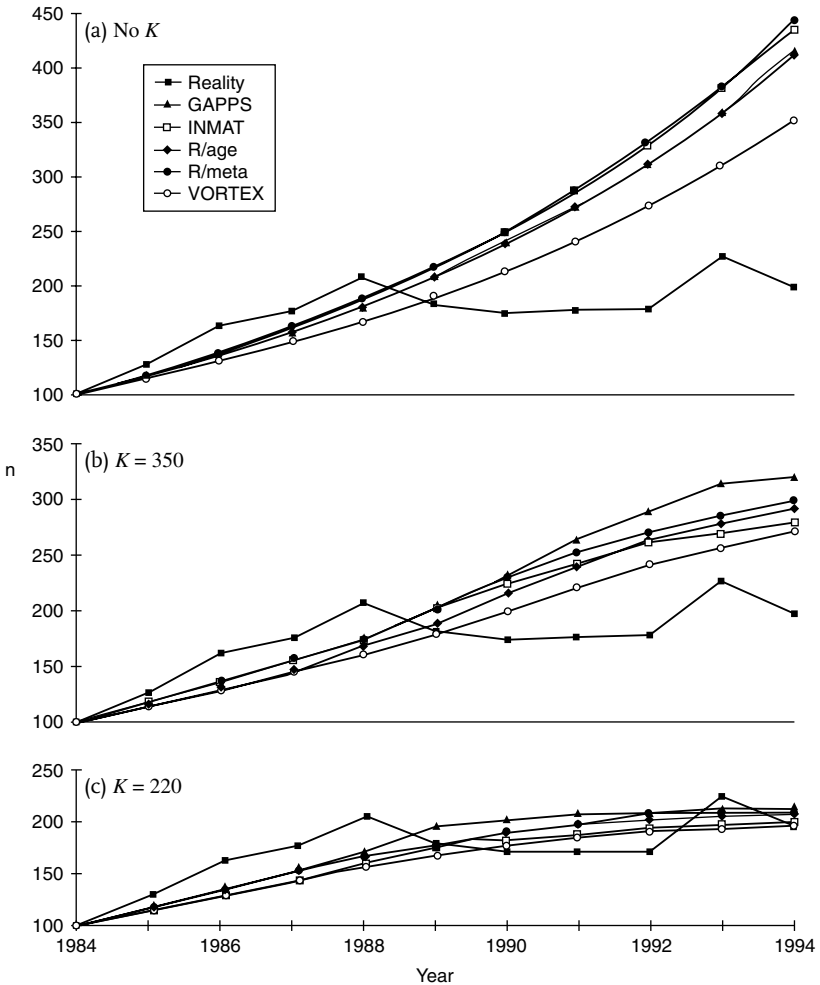 450
(a) No K
400
350
300
250
200
150
100
Reality
GAPPS
INMAT
R/age
R/meta
VORTEX
n
350
(b) K = 350
300
250
200
150
100
250
(c) K = 220
200
150
100
1984
1986
1988
1990
1992
1994
Year